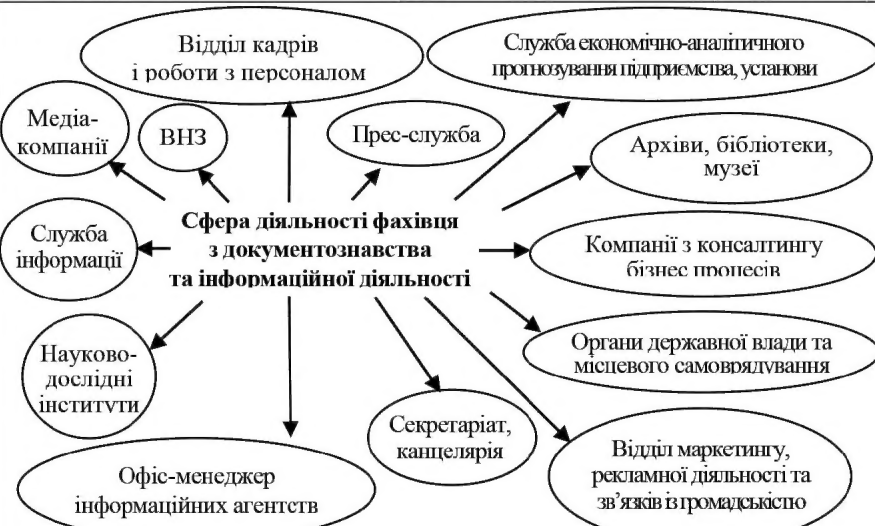 Відділ кадрів
і роботи з персоналом
Служба економічно-аналітичного
прогнозування підприємства, установи
Медіа-
компанії
ВНЗ
Прес-служба
Архіви, бібліотеки,
музеї
Сфера діяльності фахівця
з документознавства
та інформаційної діяльності
Служба
інформації
Компанії з консалтингу
бізнес процесів
Науково-
дослідні
інститути
Органи державної влади та
місцевого самоврядування
Секретаріат,
канцелярія
Відділ маркетингу,
рекламної діяльності та
зв’язків із громадськістю
Офіс-менеджер
інформаційних агентств